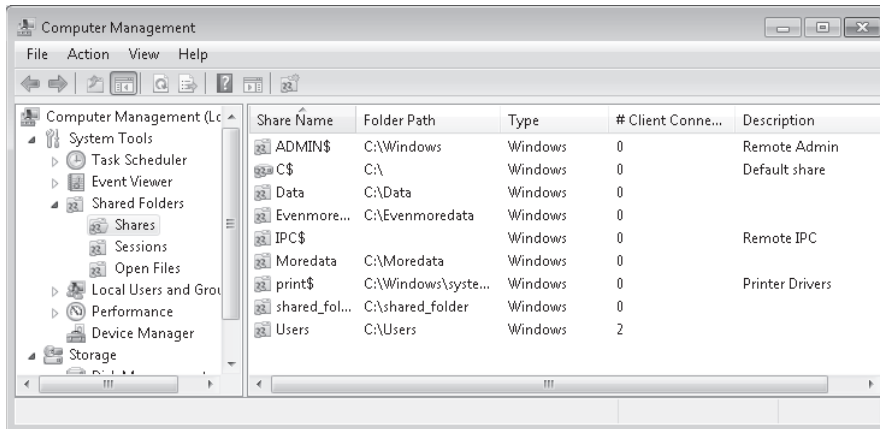 Computer Management
File Action View Help
Computer Management (Lc
System Tools
Task Scheduler
Event Viewer
Shared Folders
Shares
Sessions
Open Files
Local Users and Grou
Performance
Device Manager
Storage
Share Name Folder Path Type # Client Conne... Description
ADMIN$ C:\Windows Windows 0 Remote Admin
C$ C:\ Windows 0 Default share
Data C:\Data Windows 0
Evenmore... C:\Evenmoredata Windows 0
IPC$ Windows 0 Remote IPC
Moredata C:\Moredata Windows 0
print$ C:\Windows\syste... Windows 0 Printer Drivers
shared_fol... C:\shared_folder Windows 0
Users C:\Users Windows 2